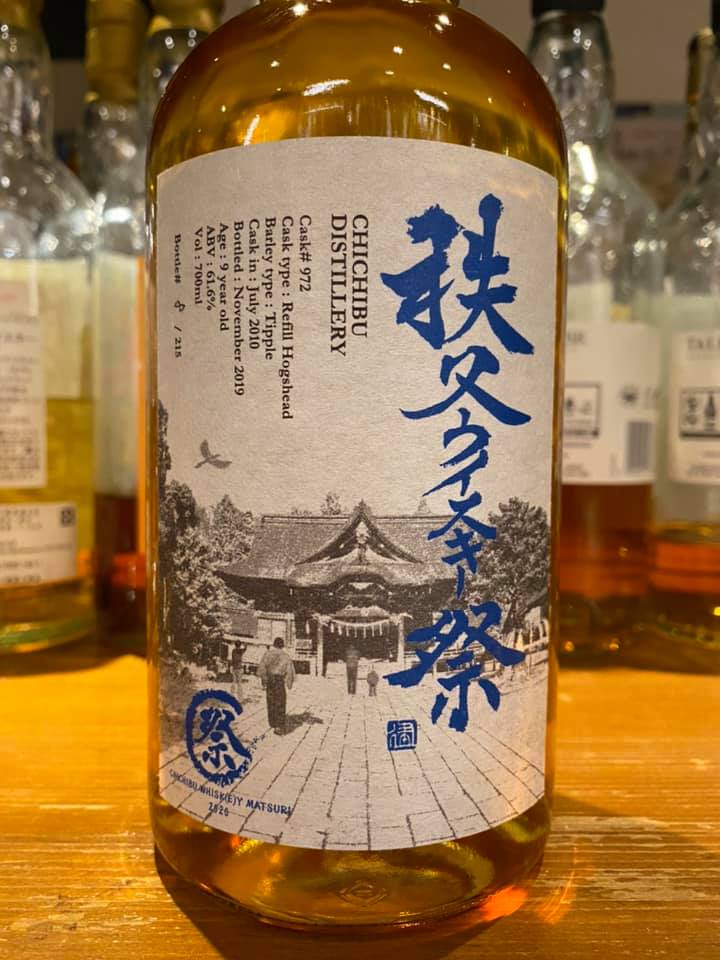 秩父ウイスキー祭
CHICHIBU
DISTILLERY
Cask# 972
Cask type : Refill Hogshead
Barley type : Tipple
Cask in : July 2010
Bottled : November 2019
Age : 9 year old
ABV : 61.6%
Vol : 700ml
Bottle# 8 / 215
祭
CHICHIBU WHISK(E)Y MATSURI
2020